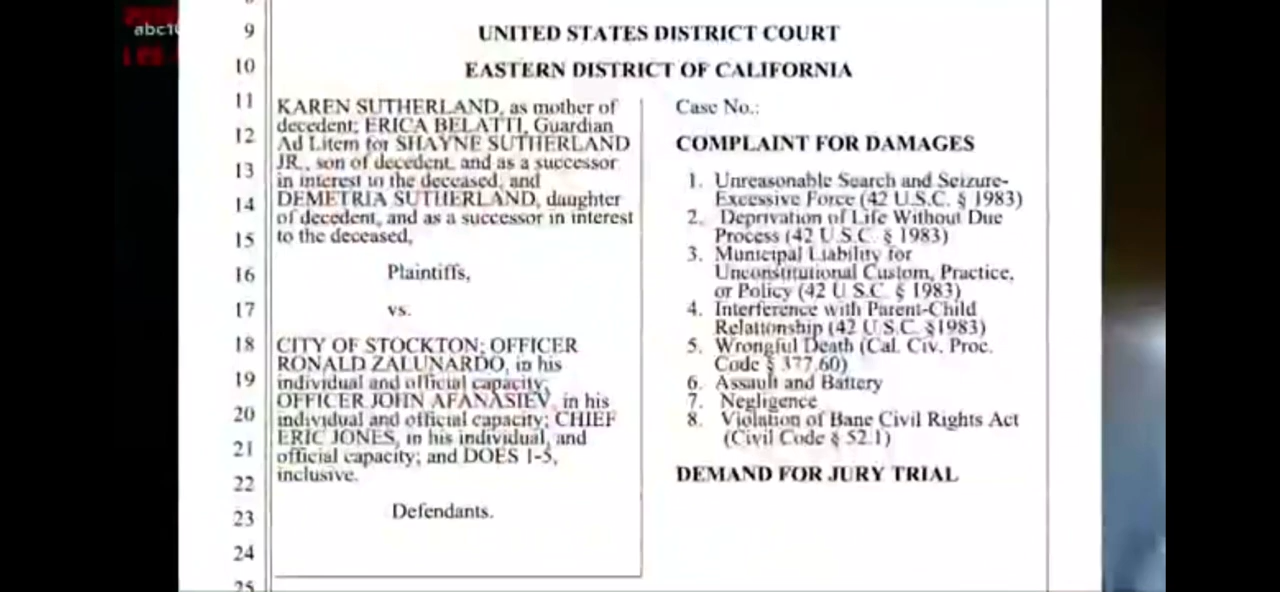 abc10
9 UNITED STATES DISTRICT COURT
10 EASTERN DISTRICT OF CALIFORNIA
11 KAREN SUTHERLAND, as mother of
12 decedent; ERICA BELATTI, Guardian
Ad Litem for SHAYNE SUTHERLAND
13 JR., son of decedent, and as a successor
in interest to the deceased, and
14 DEMETRIA SUTHERLAND, daughter
of decedent, and as a successor in interest
15 to the deceased,
16 Plaintiffs,
17 vs.
18 CITY OF STOCKTON; OFFICER
RONALD ZALUNARDO, in his
19 individual and official capacity;
OFFICER JOHN AFANASIEV, in his
20 individual and official capacity; CHIEF
ERIC JONES, in his individual, and
21 official capacity; and DOES 1-5,
22 inclusive.
23 Defendants.
24
25
Case No.:
COMPLAINT FOR DAMAGES
1. Unreasonable Search and Seizure-
Excessive Force (42 U.S.C. § 1983)
2. Deprivation of Life Without Due
Process (42 U.S.C. § 1983)
3. Municipal Liability for
Unconstitutional Custom, Practice,
or Policy (42 U.S.C. § 1983)
4. Interference with Parent-Child
Relationship (42 U.S.C. §1983)
5. Wrongful Death (Cal. Civ. Proc.
Code § 377.60)
6. Assault and Battery
7. Negligence
8. Violation of Bane Civil Rights Act
(Civil Code § 52.1)
DEMAND FOR JURY TRIAL